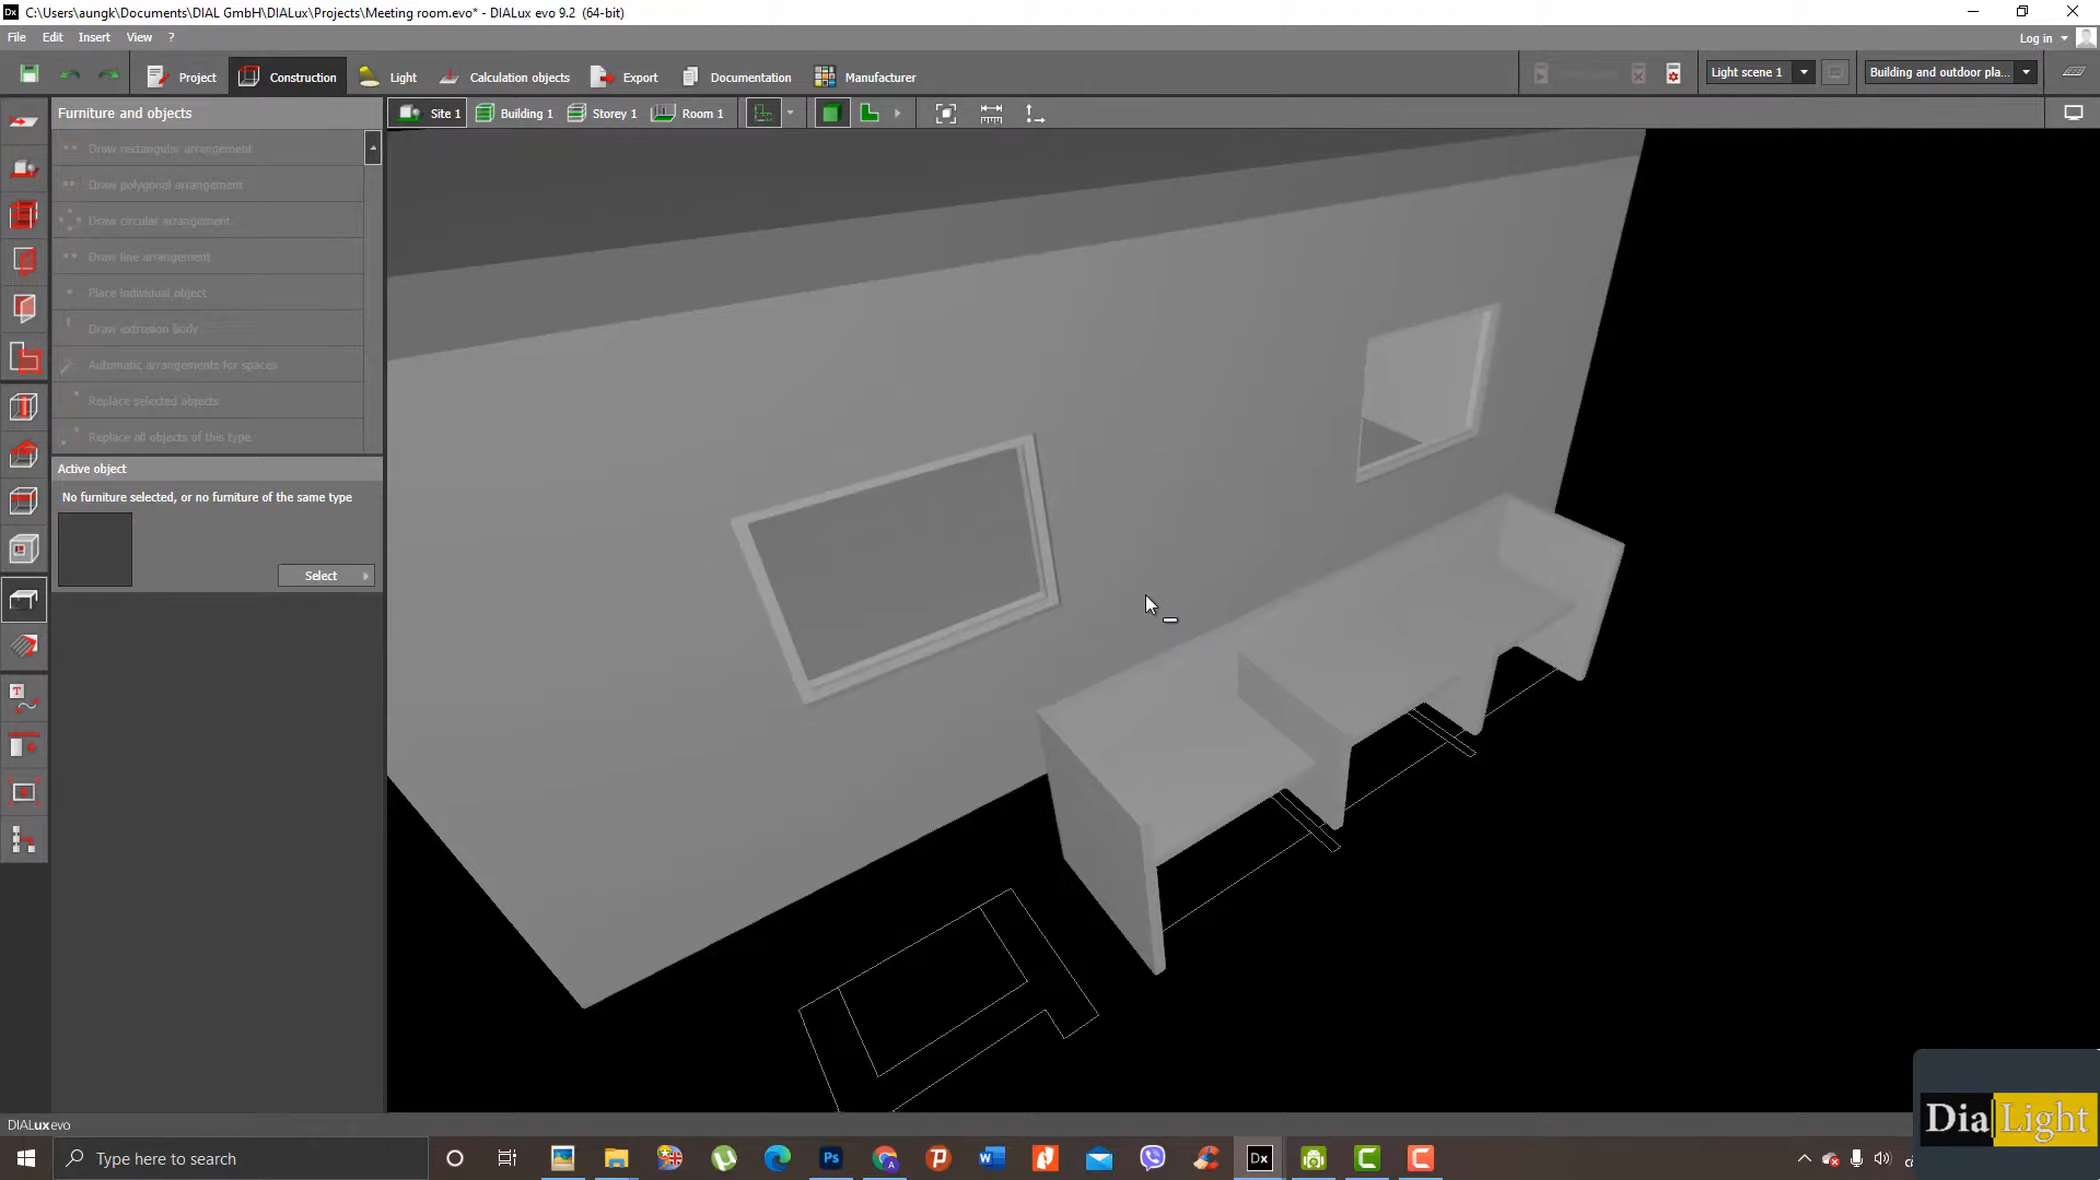 C:\Users\aungk\Documents\DIAL GmbH\DIALux\Projects\Meeting room.evo* - DIALux evo 9.2 (64-bit)
File Edit Insert View ?
Log in
Project Construction Light Calculation objects Export Documentation Manufacturer
Light scene 1
Building and outdoor pla...
Furniture and objects
Site 1 Building 1 Storey 1 Room 1
Draw rectangular arrangement
Draw polygonal arrangement
Draw circular arrangement
Draw line arrangement
Place individual object
Draw extrusion body
Automatic arrangements for spaces
Replace selected objects
Replace all objects of this type
Active object
No furniture selected, or no furniture of the same type
Select
DIALux evo
Dia Light
Type here to search